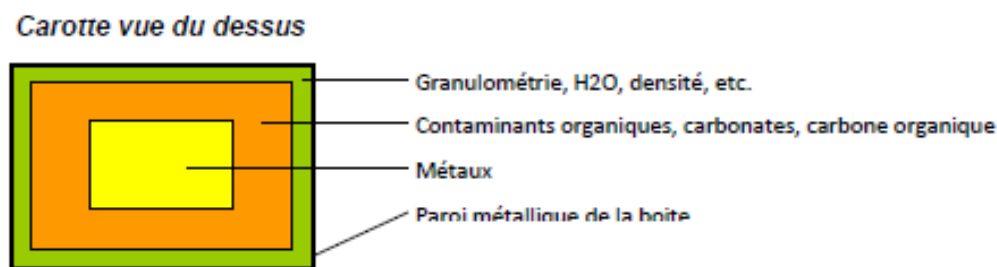 Carotte vue du dessus
Granulométrie, H2O, densité, etc.
Contaminants organiques, carbonates, carbone organique
Métaux
Paroi métallique de la boite